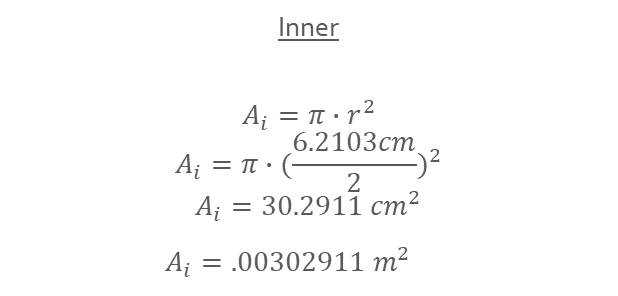 Inner
A_i = π · r^2
A_i = π · (6.2103cm/2)^2
A_i = 30.2911 cm^2
A_i = .00302911 m^2